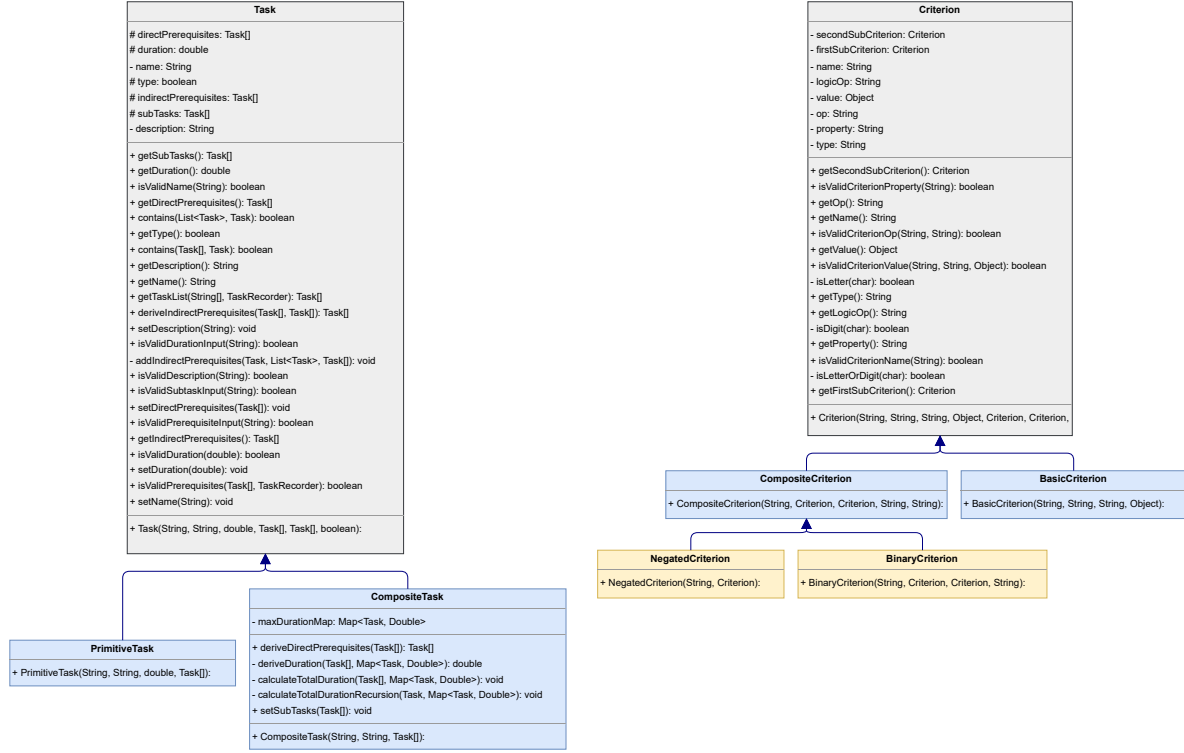 Task
# directPrerequisites: Task[]
# duration: double
- name: String
# type: boolean
# indirectPrerequisites: Task[]
# subTasks: Task[]
- description: String
+ getSubTasks(): Task[]
+ getDuration(): double
+ isValidName(String): boolean
+ getDirectPrerequisites(): Task[]
+ contains(List<Task>, Task): boolean
+ getType(): boolean
+ contains(Task[], Task): boolean
+ getDescription(): String
+ getName(): String
+ getTaskList(String[], TaskRecorder): Task[]
+ deriveIndirectPrerequisites(Task[], Task[]): Task[]
+ setDescription(String): void
+ isValidDurationInput(String): boolean
- addIndirectPrerequisites(Task, List<Task>, Task[]): void
+ isValidDescription(String): boolean
+ isValidSubtaskInput(String): boolean
+ setDirectPrerequisites(Task[]): void
+ isValidPrerequisiteInput(String): boolean
+ getIndirectPrerequisites(): Task[]
+ isValidDuration(double): boolean
+ setDuration(double): void
+ isValidPrerequisites(Task[], TaskRecorder): boolean
+ setName(String): void
+ Task(String, String, double, Task[], Task[], boolean):
PrimitiveTask
+ PrimitiveTask(String, String, double, Task[]):
CompositeTask
- maxDurationMap: Map<Task, Double>
+ deriveDirectPrerequisites(Task[]): Task[]
- deriveDuration(Task[], Map<Task, Double>): double
- calculateTotalDuration(Task[], Map<Task, Double>): void
- calculateTotalDurationRecursion(Task, Map<Task, Double>): void
+ setSubTasks(Task[]): void
+ CompositeTask(String, String, Task[]):
Criterion
- secondSubCriterion: Criterion
- firstSubCriterion: Criterion
- name: String
- logicOp: String
- value: Object
- op: String
- property: String
- type: String
+ getSecondSubCriterion(): Criterion
+ isValidCriterionProperty(String): boolean
+ getOp(): String
+ getName(): String
+ isValidCriterionOp(String, String): boolean
+ getValue(): Object
+ isValidCriterionValue(String, String, Object): boolean
- isLetter(char): boolean
+ getType(): String
+ getLogicOp(): String
- isDigit(char): boolean
+ getProperty(): String
+ isValidCriterionName(String): boolean
- isLetterOrDigit(char): boolean
+ getFirstSubCriterion(): Criterion
+ Criterion(String, String, String, Object, Criterion, Criterion,
CompositeCriterion
+ CompositeCriterion(String, Criterion, Criterion, String, String):
BasicCriterion
+ BasicCriterion(String, String, String, Object):
NegatedCriterion
+ NegatedCriterion(String, Criterion):
BinaryCriterion
+ BinaryCriterion(String, Criterion, Criterion, String):